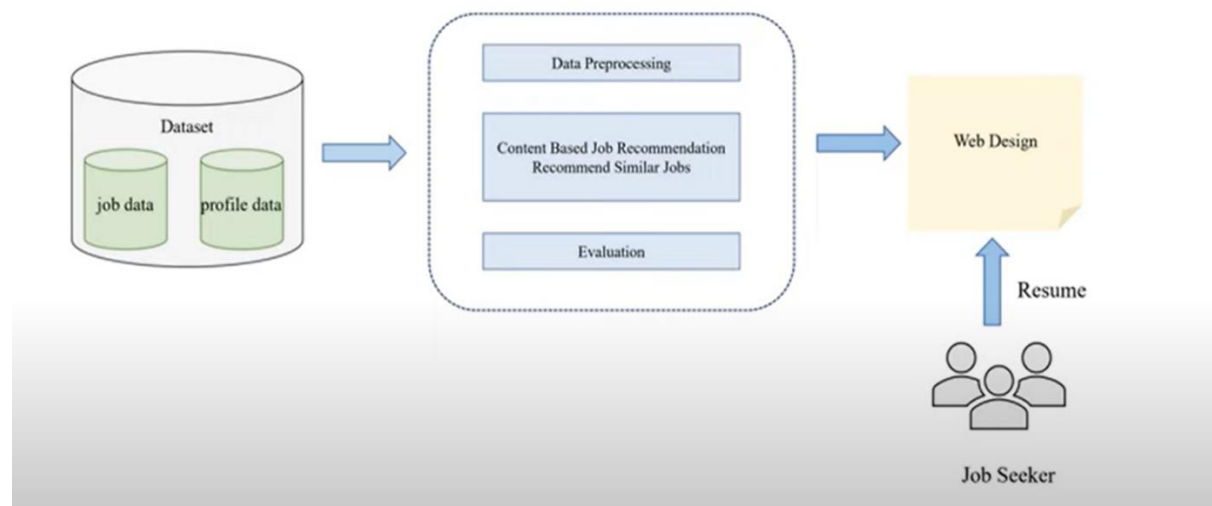 Dataset
job data
profile data
Data Preprocessing
Content Based Job Recommendation
Recommend Similar Jobs
Evaluation
Web Design
Resume
Job Seeker